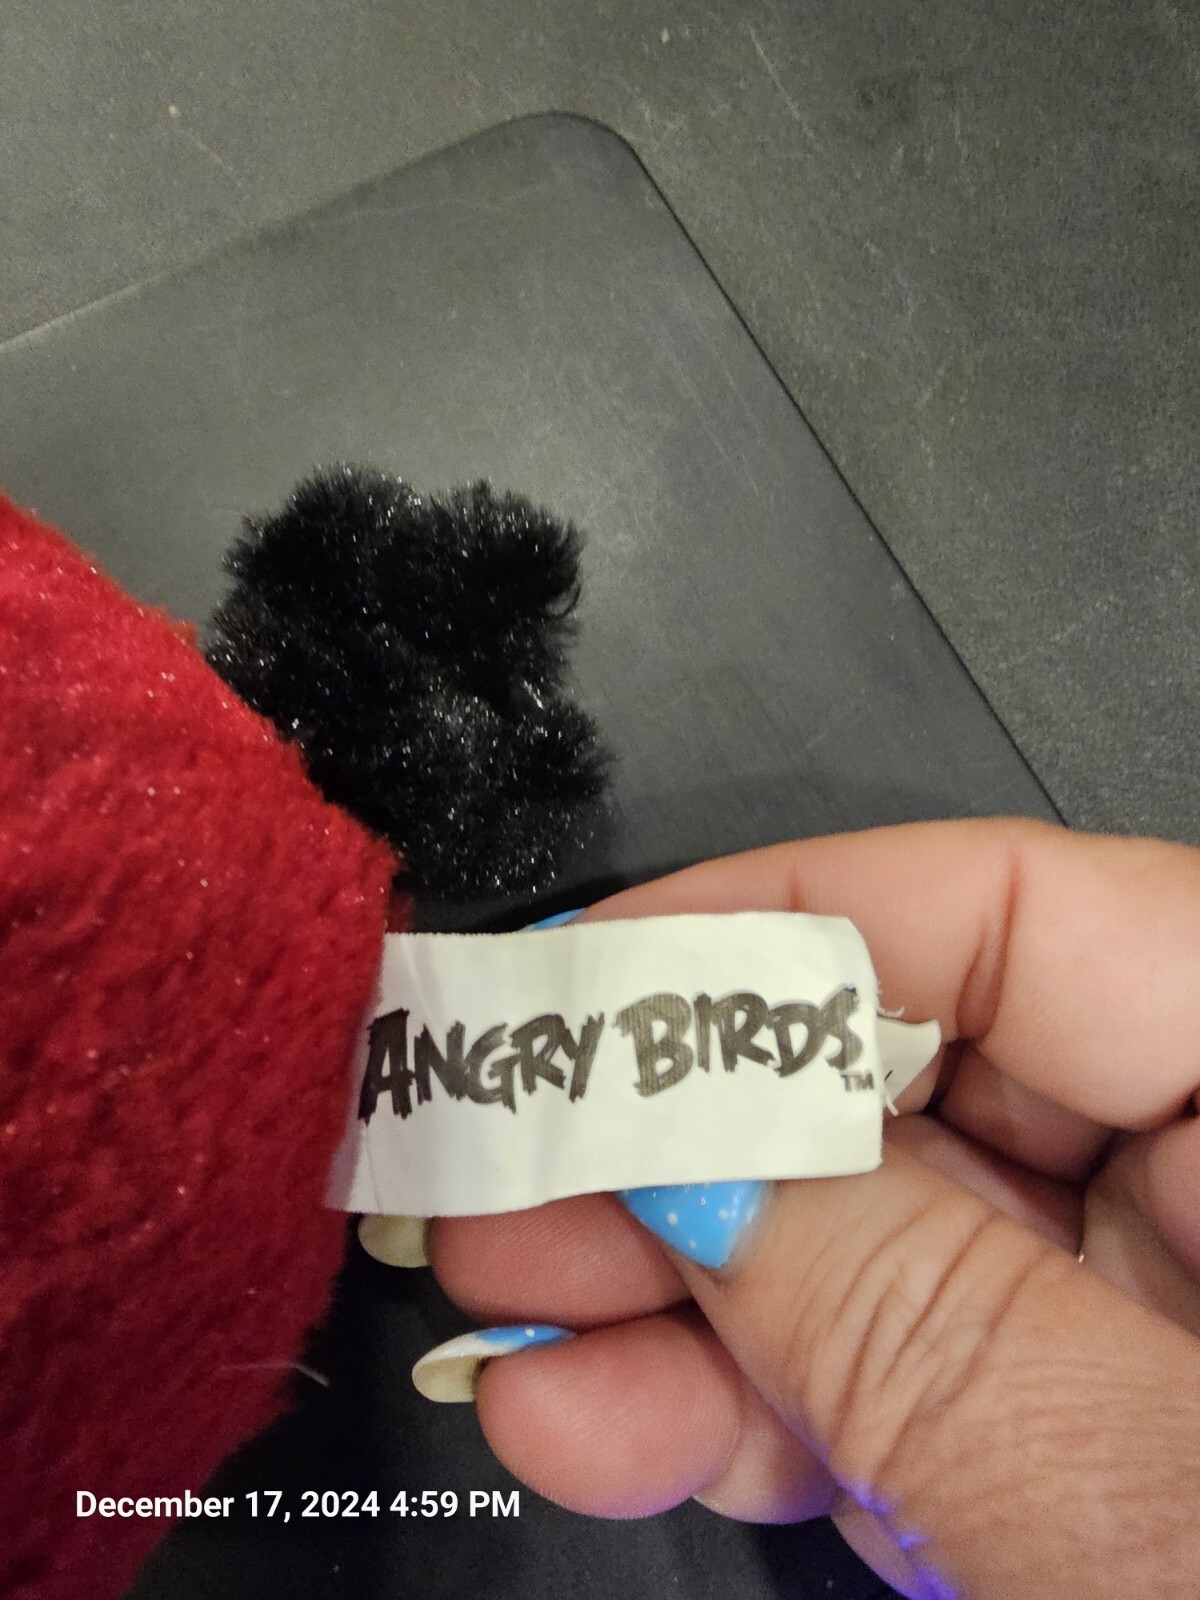 ANGRY BIRDS™
December 17, 2024 4:59 PM